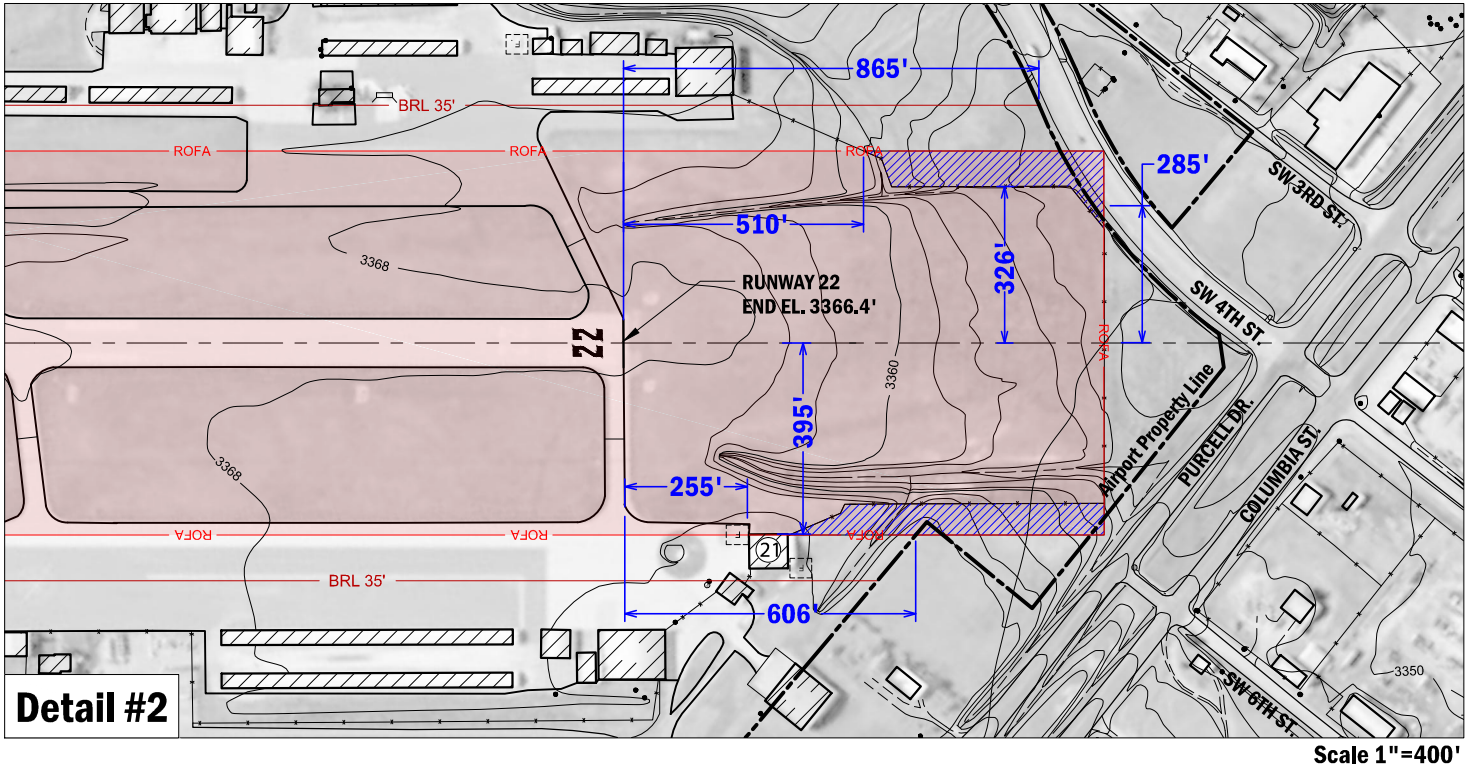 865'
BRL 35'
ROFA
ROFA
ROFA
285'
SW 3RD ST.
510'
326'
3368
RUNWAY 22
END EL. 3366.4'
SW 4TH ST.
22
ROFA
3360
395'
Airport Property Line
PURCELL DR.
COLUMBIA ST.
3368
255'
ROFA
ROFA
ROFA
21
BRL 35'
606'
3350
SW 6TH ST.
Detail #2
Scale 1"=400'